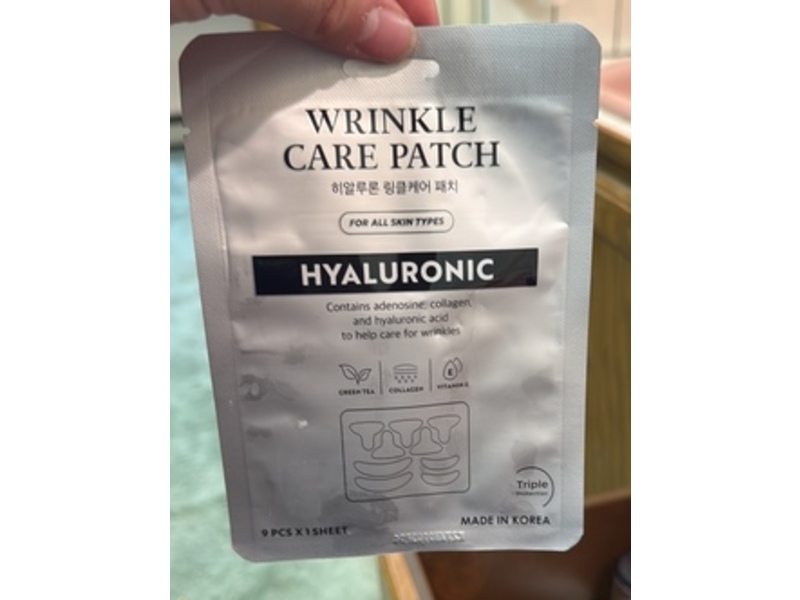 WRINKLE
CARE PATCH
히알루론 링클케어 패치
FOR ALL SKIN TYPES
HYALURONIC
Contains adenosine, collagen,
and hyaluronic acid
to help care for wrinkles
GREEN TEA COLLAGEN VITAMIN E
E
Triple
9 PCS X 1 SHEET
MADE IN KOREA